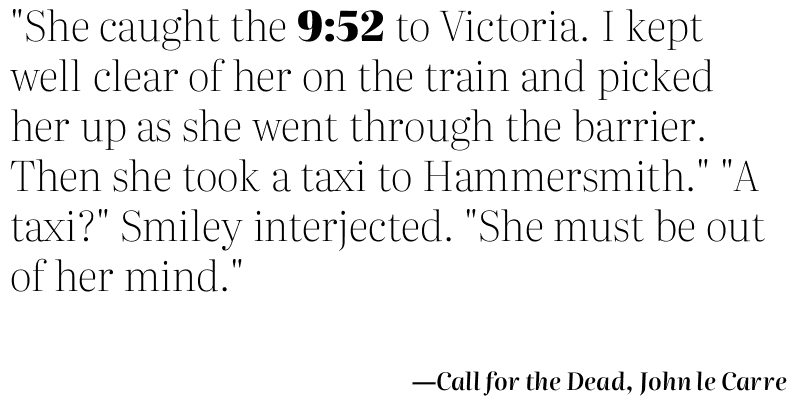 "She caught the 9:52 to Victoria. I kept
well clear of her on the train and picked
her up as she went through the barrier.
Then she took a taxi to Hammersmith." "A
taxi?" Smiley interjected. "She must be out
of her mind."
—Call for the Dead, John le Carre